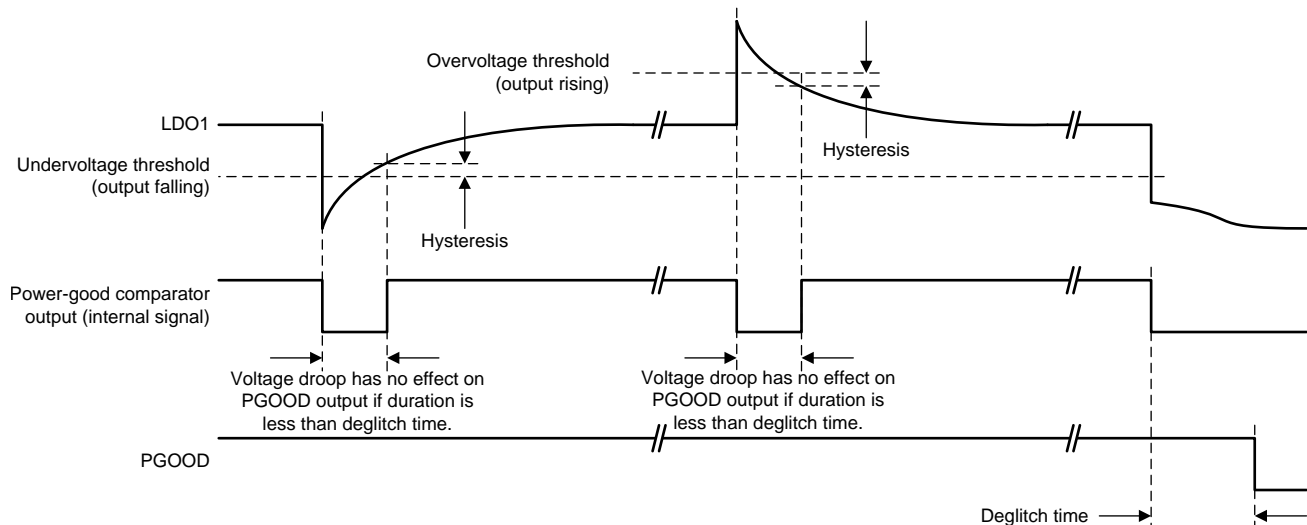 Overvoltage threshold
(output rising)
LDO1
Hysteresis
Undervoltage threshold
(output falling)
Hysteresis
Power-good comparator
output (internal signal)
Voltage droop has no effect on
PGOOD output if duration is
less than deglitch time.
Voltage droop has no effect on
PGOOD output if duration is
less than deglitch time.
PGOOD
Deglitch time